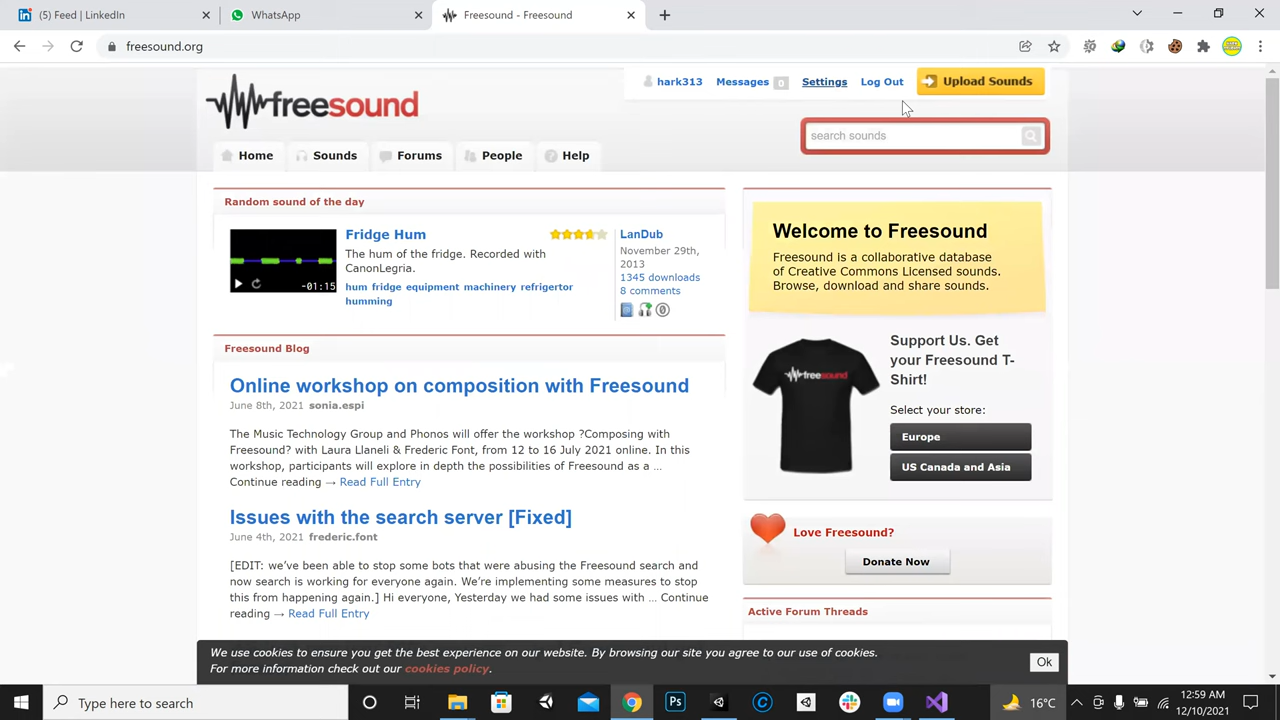 (5) Feed | LinkedIn
WhatsApp
Freesound - Freesound
freesound.org
freesound
hark313 Messages 0 Settings Log Out Upload Sounds
search sounds
Home Sounds Forums People Help
Random sound of the day
Fridge Hum
The hum of the fridge. Recorded with
CanonLegria.
hum fridge equipment machinery refrigertor
humming
-01:15
LanDub
November 29th,
2013
1345 downloads
8 comments
Freesound Blog
Online workshop on composition with Freesound
June 8th, 2021 sonia.espi
The Music Technology Group and Phonos will offer the workshop ?Composing with
Freesound? with Laura Llaneli & Frederic Font, from 12 to 16 July 2021 online. In this
workshop, participants will explore in depth the possibilities of Freesound as a ...
Continue reading → Read Full Entry
Issues with the search server [Fixed]
June 4th, 2021 frederic.font
[EDIT: we've been able to stop some bots that were abusing the Freesound search and
now search is working for everyone again. We're implementing some measures to stop
this from happening again.] Hi everyone, Yesterday we had some issues with ... Continue
reading → Read Full Entry
Welcome to Freesound
Freesound is a collaborative database
of Creative Commons Licensed sounds.
Browse, download and share sounds.
freesound
Support Us. Get
your Freesound T-
Shirt!
Select your store:
Europe
US Canada and Asia
Love Freesound?
Donate Now
Active Forum Threads
We use cookies to ensure you get the best experience on our website. By browsing our site you agree to our use of cookies.
For more information check out our cookies policy.
Ok
Type here to search
Ps
16°C
12:59 AM
12/10/2021